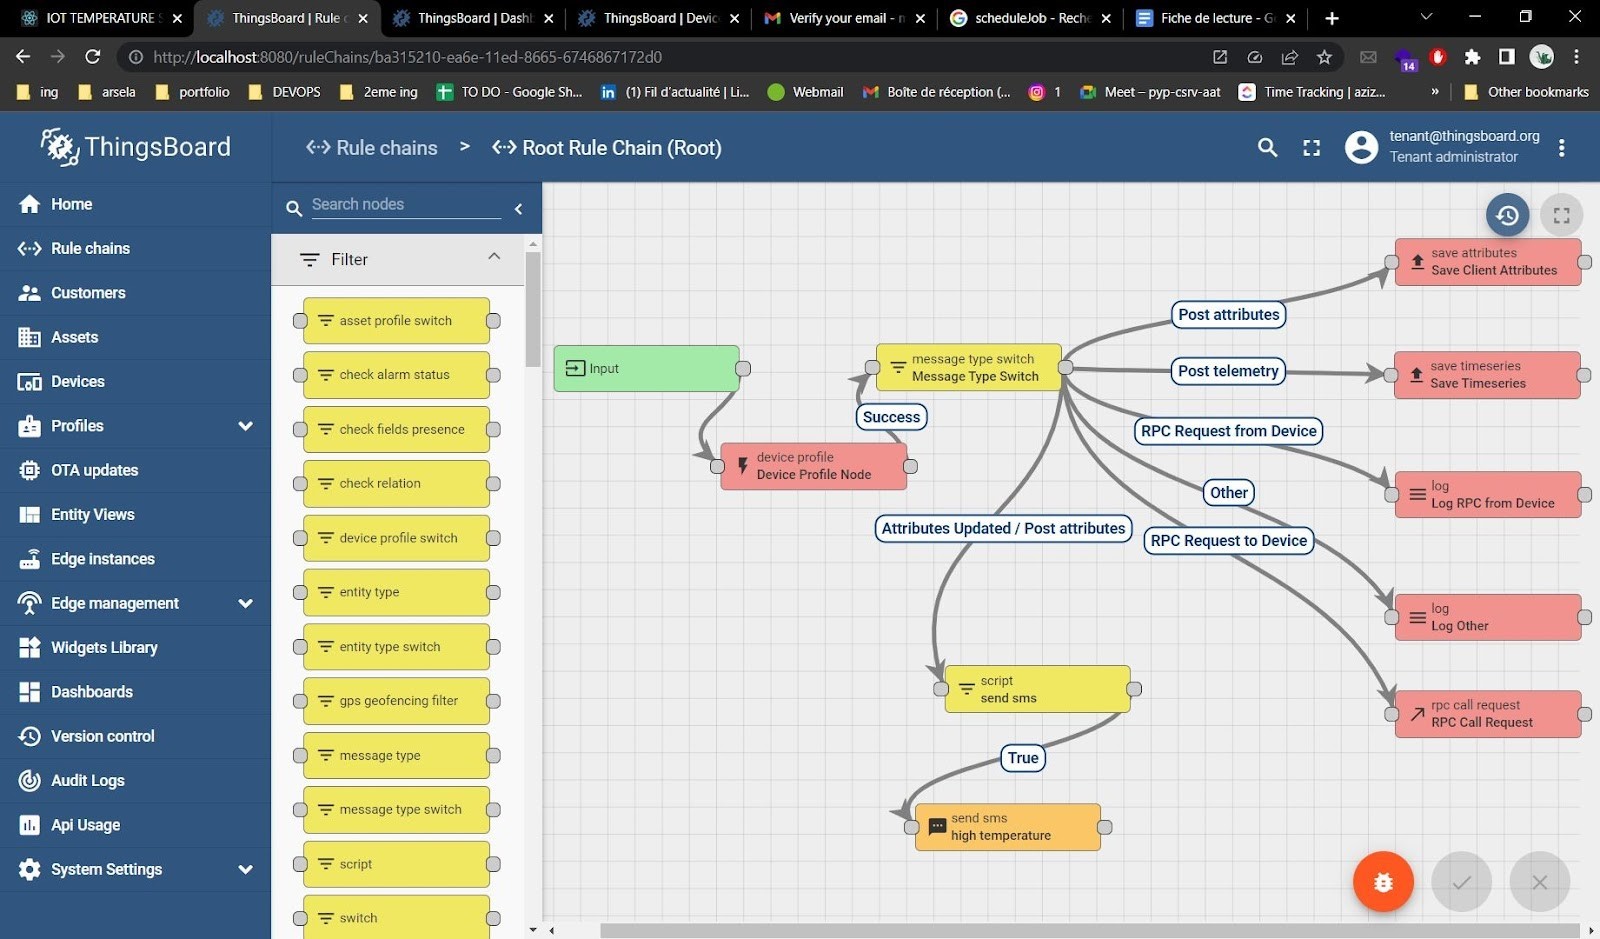 IOT TEMPERATURE S
ThingsBoard | Rule c
ThingsBoard | Dash
ThingsBoard | Devic
Verify your email - n
scheduleJob - Reche
Fiche de lecture - G
http://localhost:8080/ruleChains/ba315210-ea6e-11ed-8665-6746867172d0
14
ing
arsela
portfolio
DEVOPS
2eme ing
TO DO - Google Sh...
(1) Fil d'actualité | Li...
Webmail
Boîte de réception (...
1
Meet – pyp-csrv-aat
Time Tracking | aziz...
»
Other bookmarks
ThingsBoard
Rule chains > Root Rule Chain (Root)
tenant@thingsboard.org
Tenant administrator
Home
Rule chains
Customers
Assets
Devices
Profiles
OTA updates
Entity Views
Edge instances
Edge management
Widgets Library
Dashboards
Version control
Audit Logs
Api Usage
System Settings
Search nodes
Filter
asset profile switch
check alarm status
check fields presence
check relation
device profile switch
entity type
entity type switch
gps geofencing filter
message type
message type switch
script
switch
Input
device profile
Device Profile Node
Success
message type switch
Message Type Switch
Post attributes
Post telemetry
RPC Request from Device
Other
RPC Request to Device
Attributes Updated / Post attributes
save attributes
Save Client Attributes
save timeseries
Save Timeseries
log
Log RPC from Device
log
Log Other
rpc call request
RPC Call Request
script
send sms
True
send sms
high temperature